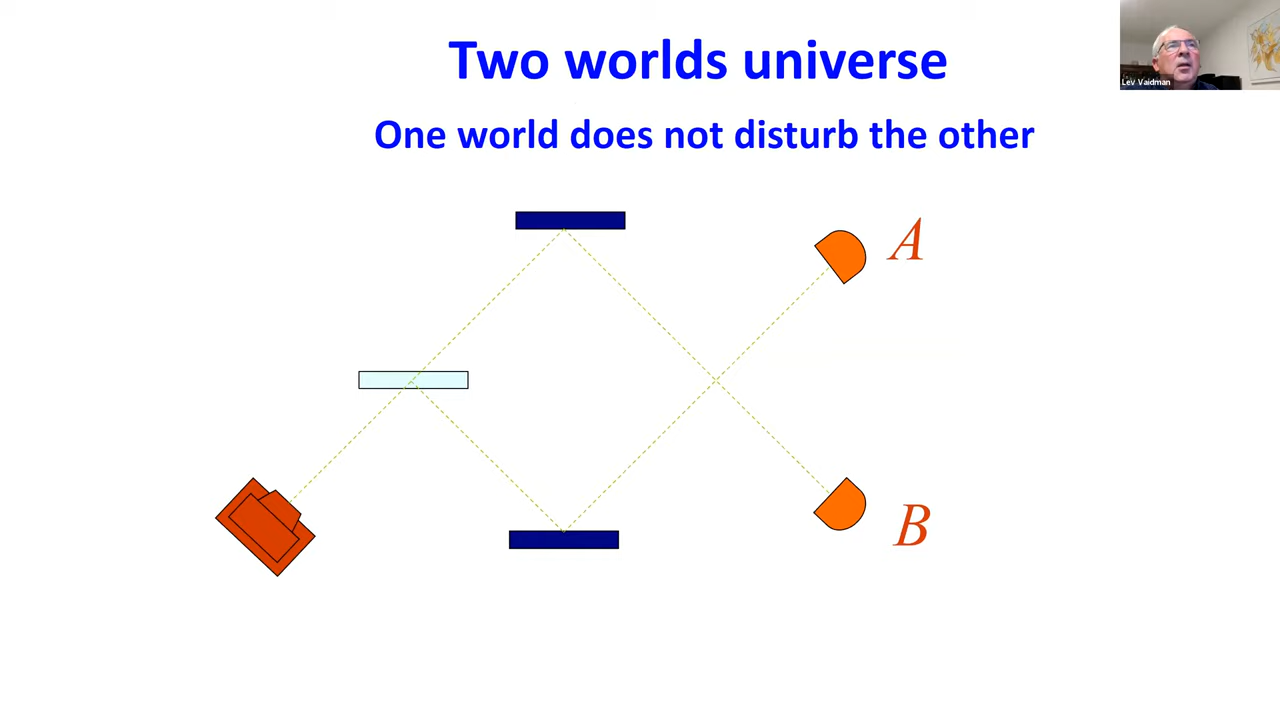 Two worlds universe
Lev Vaidman
One world does not disturb the other
A
B